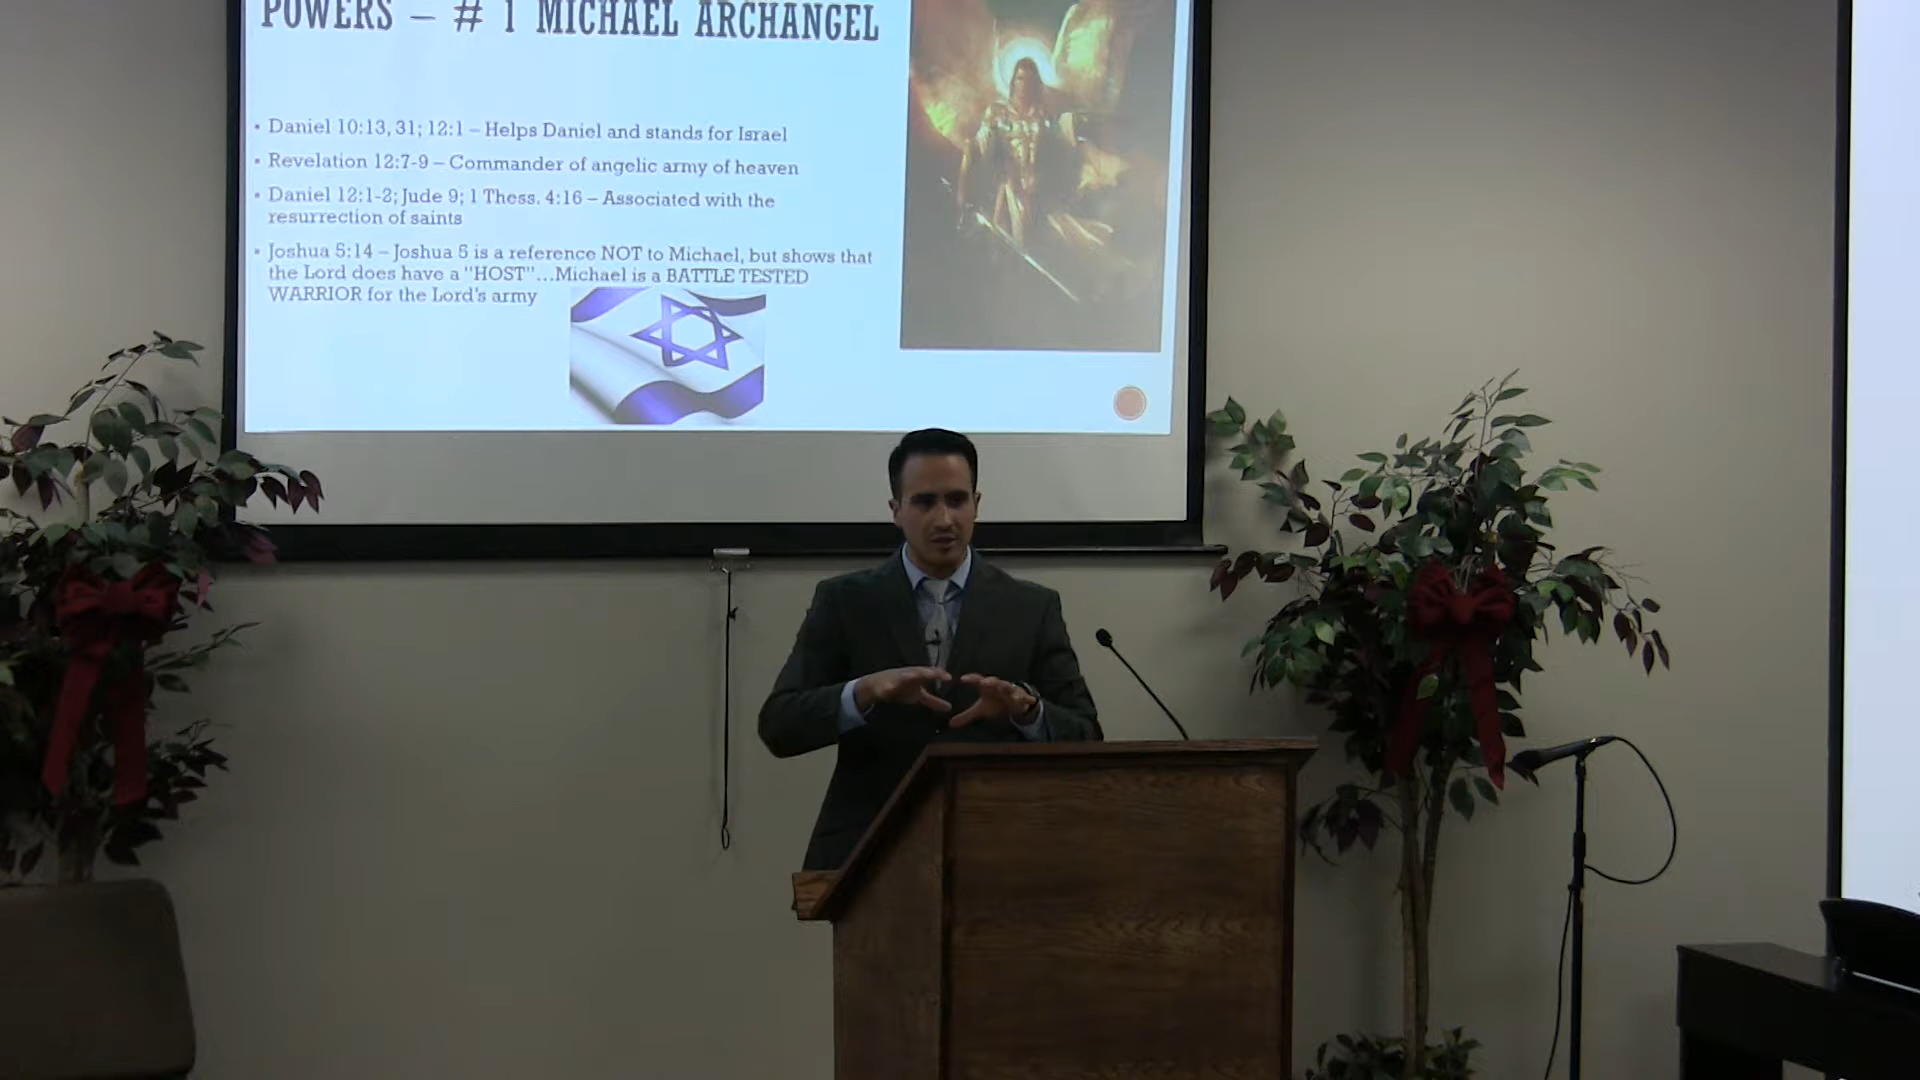 POWERS – # 1 MICHAEL ARCHANGEL
▪ Daniel 10:13, 31; 12:1 – Helps Daniel and stands for Israel
▪ Revelation 12:7-9 – Commander of angelic army of heaven
▪ Daniel 12:1-2; Jude 9; 1 Thess. 4:16 – Associated with the
resurrection of saints
▪ Joshua 5:14 – Joshua 5 is a reference NOT to Michael, but shows that
the Lord does have a "HOST"…Michael is a BATTLE TESTED
WARRIOR for the Lord's army